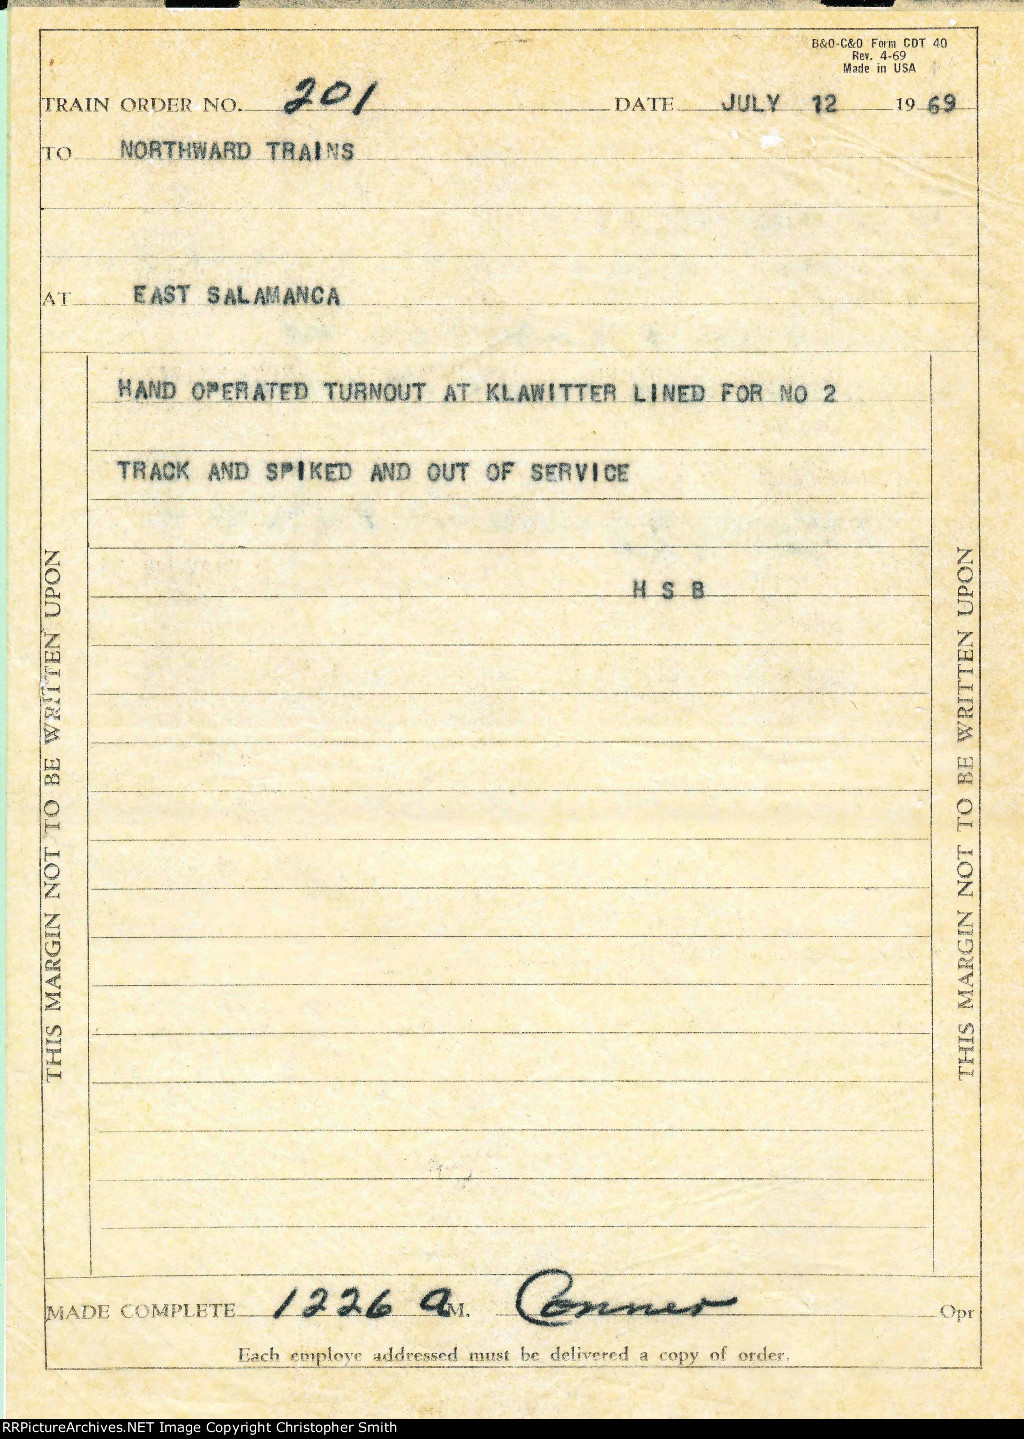 B&O-C&O Form CDT 40
Rev. 4-69
Made in USA
TRAIN ORDER NO. 201 DATE JULY 12 19 69
TO NORTHWARD TRAINS
AT EAST SALAMANCA
HAND OPERATED TURNOUT AT KLAWITTER LINED FOR NO 2
TRACK AND SPIKED AND OUT OF SERVICE
H S B
THIS MARGIN NOT TO BE WRITTEN UPON
THIS MARGIN NOT TO BE WRITTEN UPON
MADE COMPLETE 1226 a M. Conner Opr
Each employe addressed must be delivered a copy of order.
RRPictureArchives.NET Image Copyright Christopher Smith